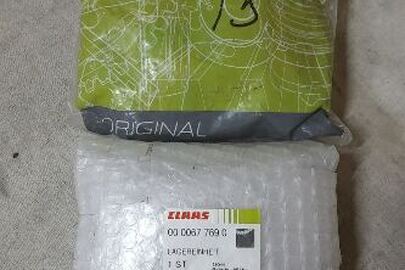 13
ORIGINAL
CLAAS
00 0067 769 0
LAGEREINHEIT
1 ST